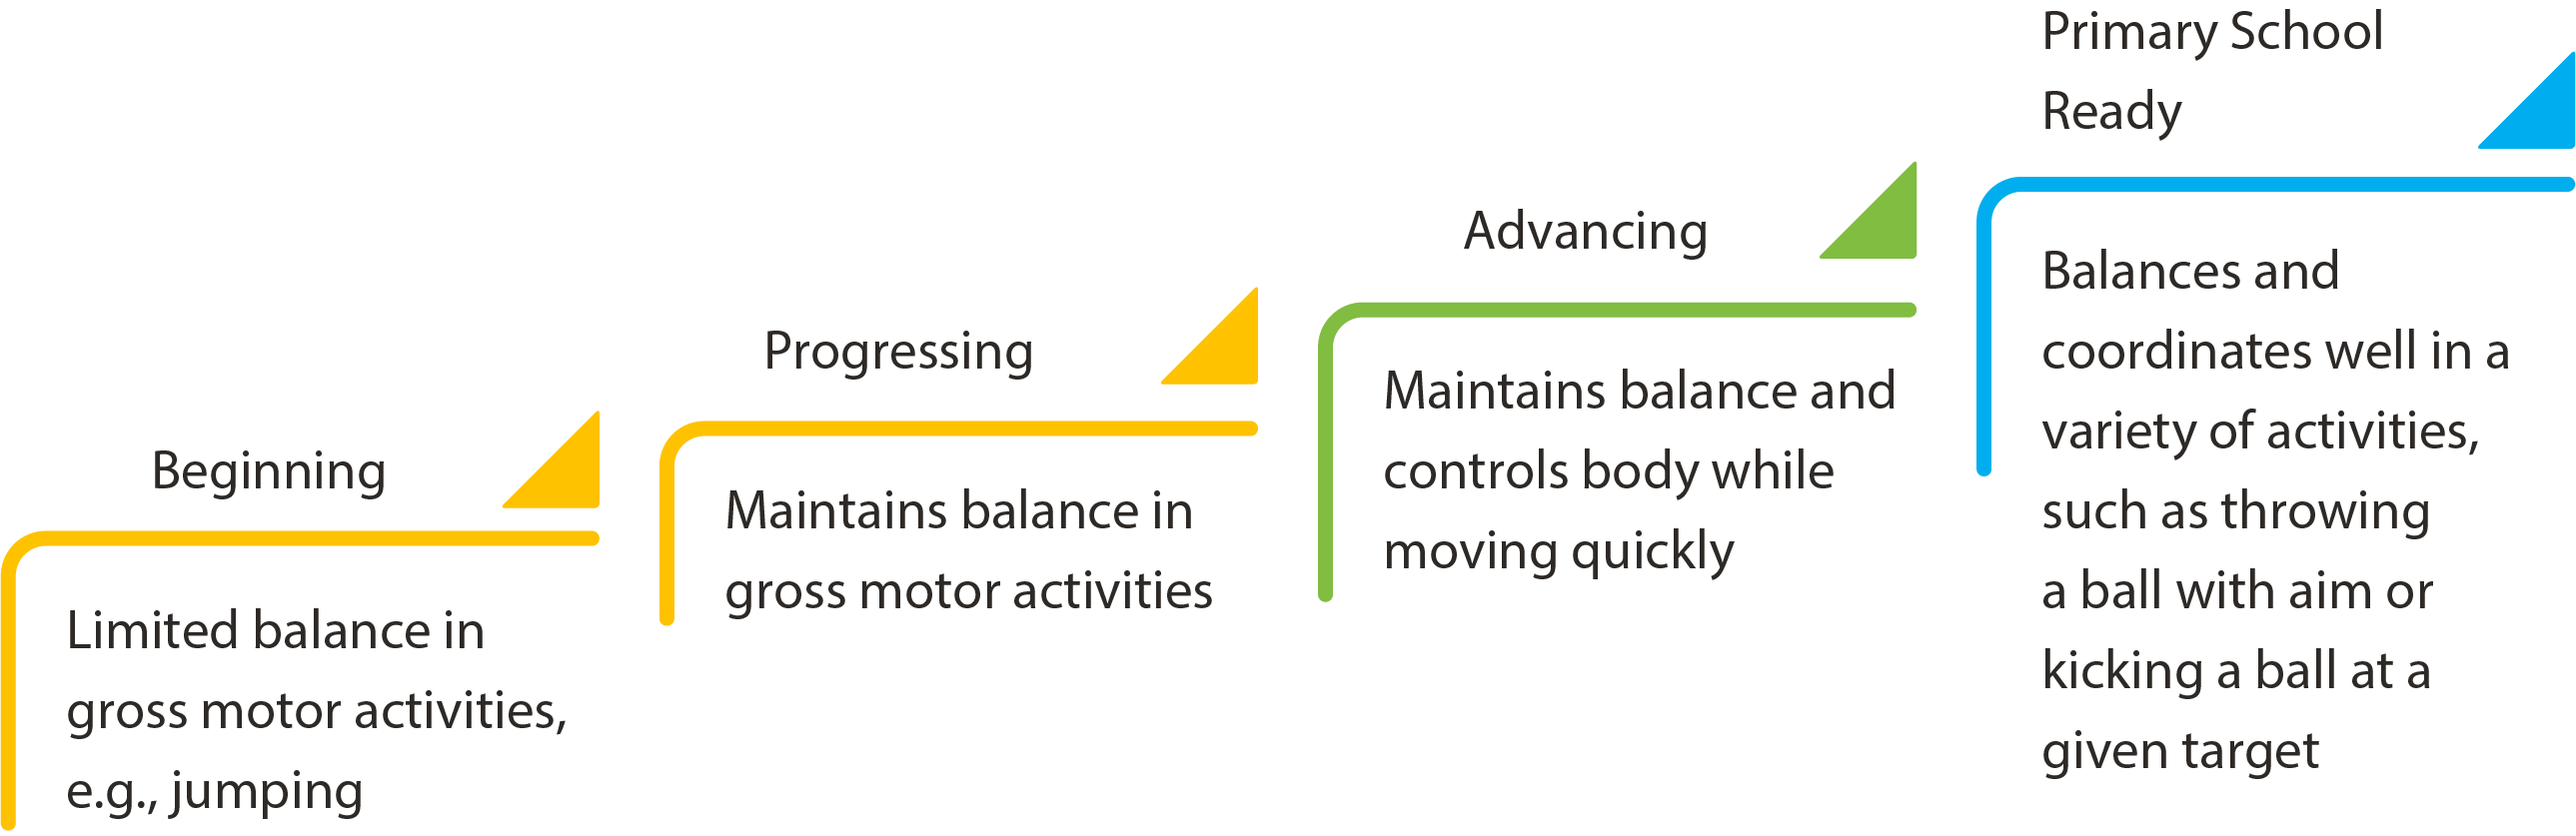 Beginning
Limited balance in
gross motor activities,
e.g., jumping
Progressing
Maintains balance in
gross motor activities
Advancing
Maintains balance and
controls body while
moving quickly
Primary School
Ready
Balances and
coordinates well in a
variety of activities,
such as throwing
a ball with aim or
kicking a ball at a
given target